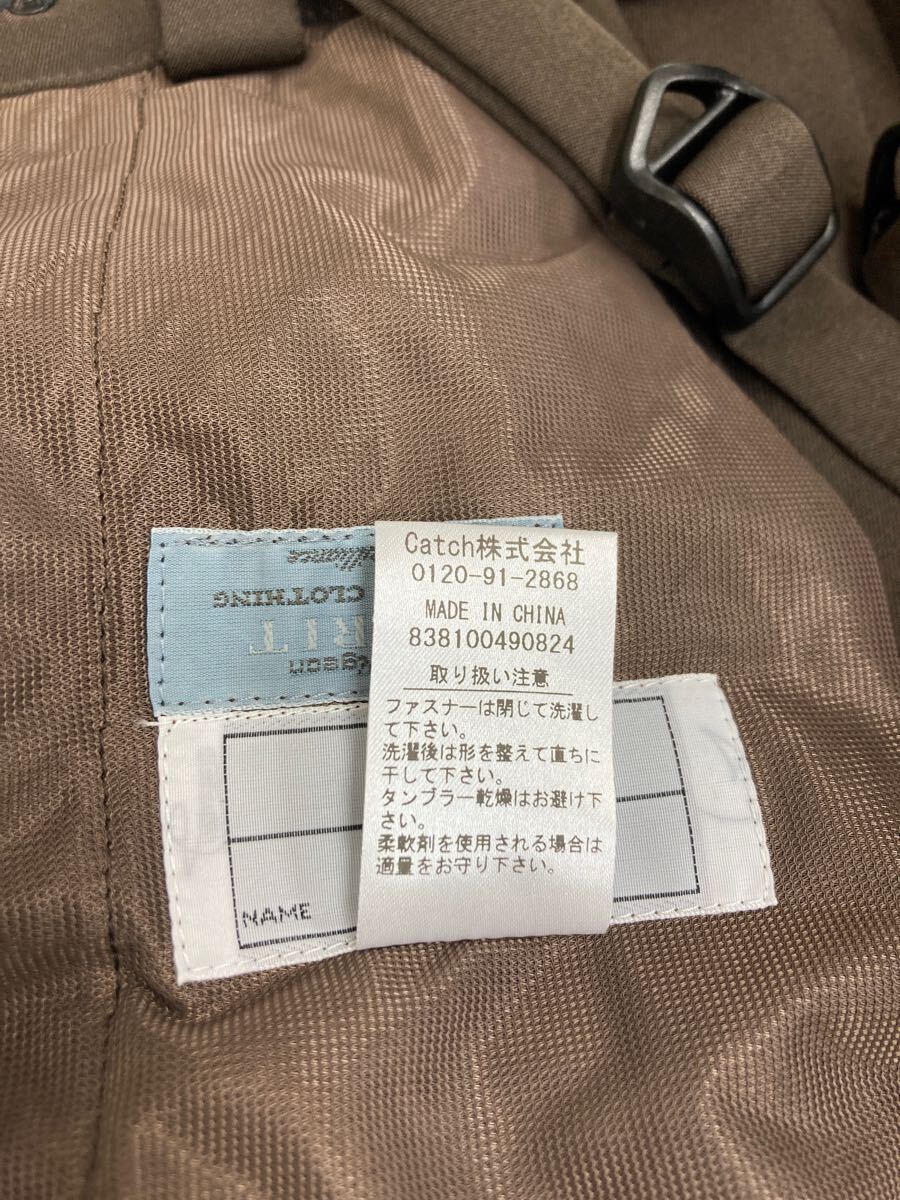 Catch株式会社
0120-91-2868
MADE IN CHINA
838100490824
取り扱い注意
ファスナーは閉じて洗濯し
て下さい。
洗濯後は形を整えて直ちに
干して下さい。
タンブラー乾燥はお避け下
さい。
柔軟剤を使用される場合は
適量をお守り下さい。
NAME
CLOTHING